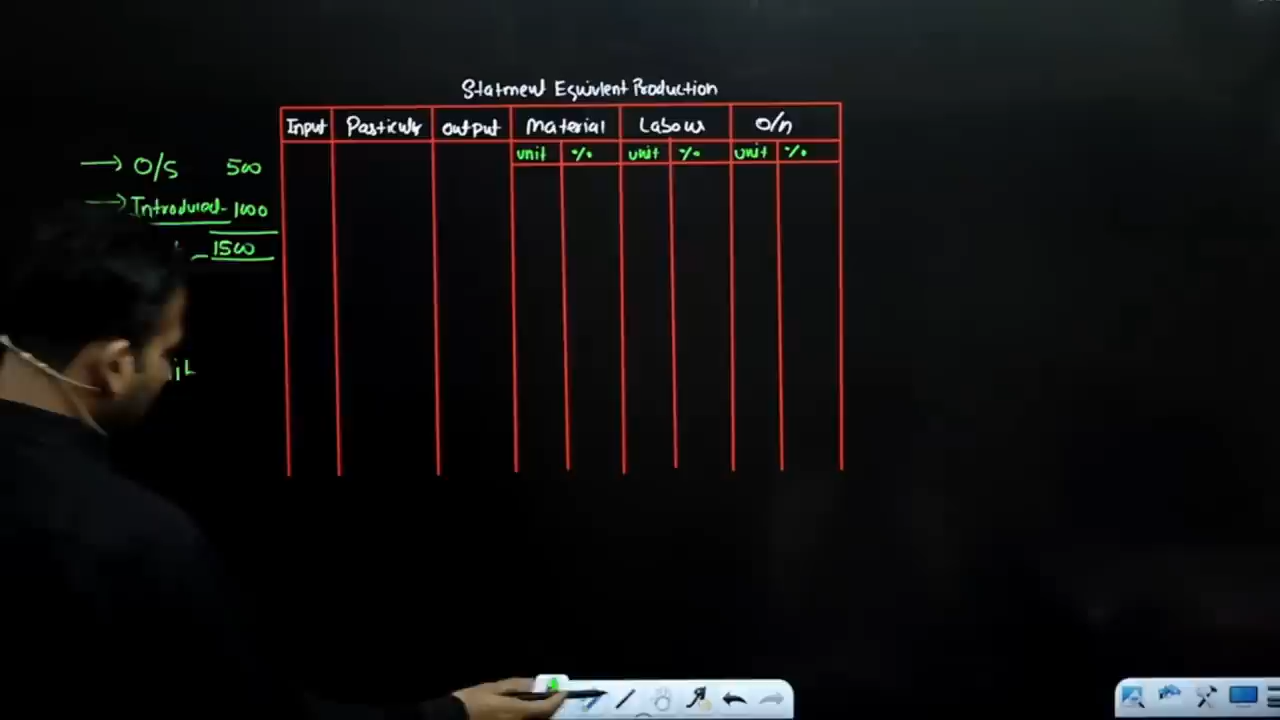 Statment Equivlent Production
Input Particulr output Material Labour O/h
unit % unit % unit %
→ O/S 500
→ Introduced - 1000
1500